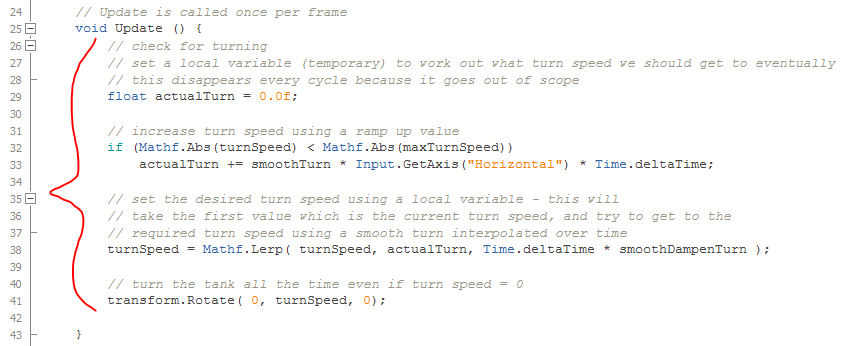 24 // Update is called once per frame
25 void Update () {
26 // check for turning
27 // set a local variable (temporary) to work out what turn speed we should get to eventually
28 // this disappears every cycle because it goes out of scope
29 float actualTurn = 0.0f;
30
31 // increase turn speed using a ramp up value
32 if (Mathf.Abs(turnSpeed) < Mathf.Abs(maxTurnSpeed))
33 actualTurn += smoothTurn * Input.GetAxis("Horizontal") * Time.deltaTime;
34
35 // set the desired turn speed using a local variable - this will
36 // take the first value which is the current turn speed, and try to get to the
37 // required turn speed using a smooth turn interpolated over time
38 turnSpeed = Mathf.Lerp( turnSpeed, actualTurn, Time.deltaTime * smoothDampenTurn );
39
40 // turn the tank all the time even if turn speed = 0
41 transform.Rotate( 0, turnSpeed, 0);
42
43 }